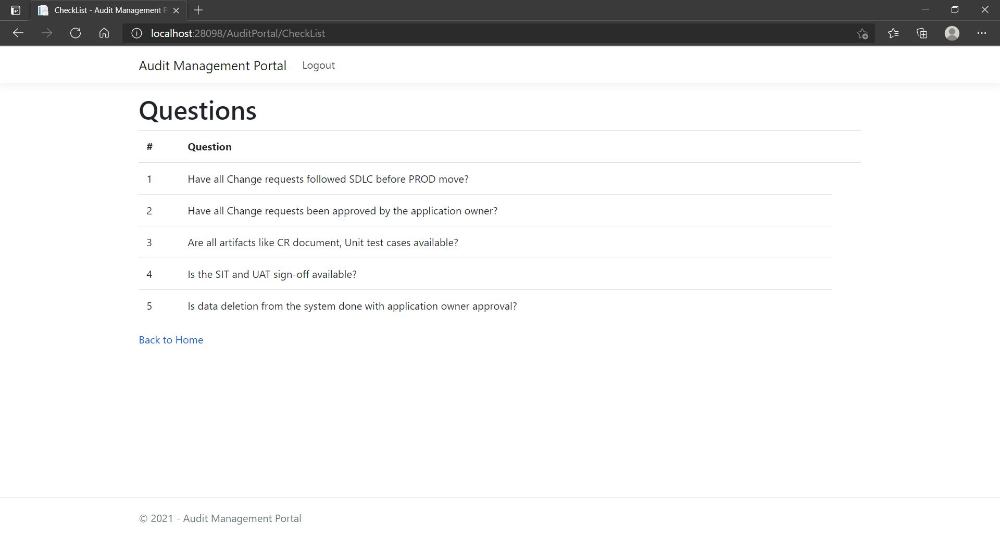 CheckList - Audit Management P
localhost:28098/AuditPortal/CheckList
Audit Management Portal Logout
Questions
# Question
1 Have all Change requests followed SDLC before PROD move?
2 Have all Change requests been approved by the application owner?
3 Are all artifacts like CR document, Unit test cases available?
4 Is the SIT and UAT sign-off available?
5 Is data deletion from the system done with application owner approval?
Back to Home
© 2021 - Audit Management Portal